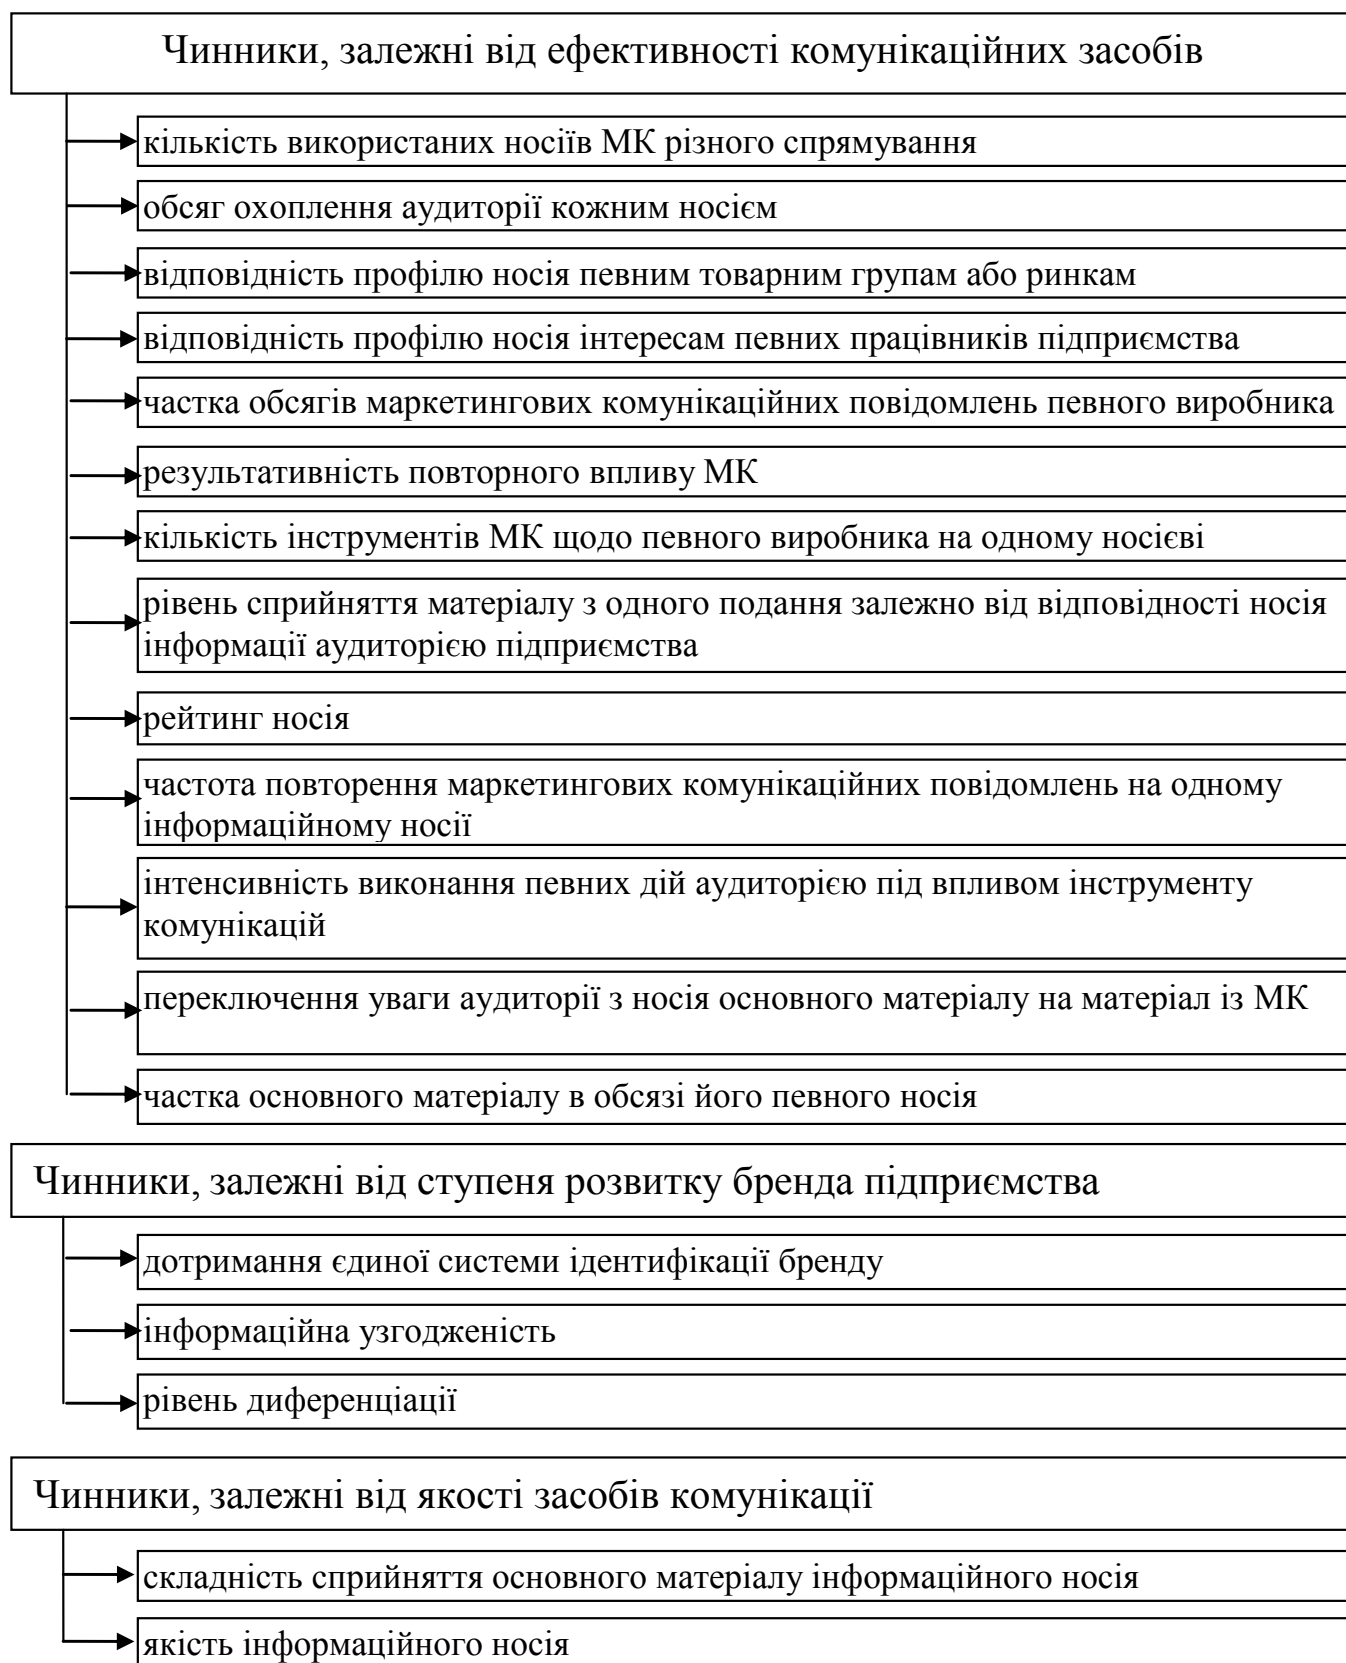 Чинники, залежні від ефективності комунікаційних засобів
кількість використаних носіїв МК різного спрямування
обсяг охоплення аудиторії кожним носієм
відповідність профілю носія певним товарним групам або ринкам
відповідність профілю носія інтересам певних працівників підприємства
частка обсягів маркетингових комунікаційних повідомлень певного виробника
результативність повторного впливу МК
кількість інструментів МК щодо певного виробника на одному носієві
рівень сприйняття матеріалу з одного подання залежно від відповідності носія
інформації аудиторією підприємства
рейтинг носія
частота повторення маркетингових комунікаційних повідомлень на одному
інформаційному носії
інтенсивність виконання певних дій аудиторією під впливом інструменту
комунікацій
переключення уваги аудиторії з носія основного матеріалу на матеріал із МК
частка основного матеріалу в обсязі його певного носія
Чинники, залежні від ступеня розвитку бренда підприємства
дотримання єдиної системи ідентифікації бренду
інформаційна узгодженість
рівень диференціації
Чинники, залежні від якості засобів комунікації
складність сприйняття основного матеріалу інформаційного носія
якість інформаційного носія